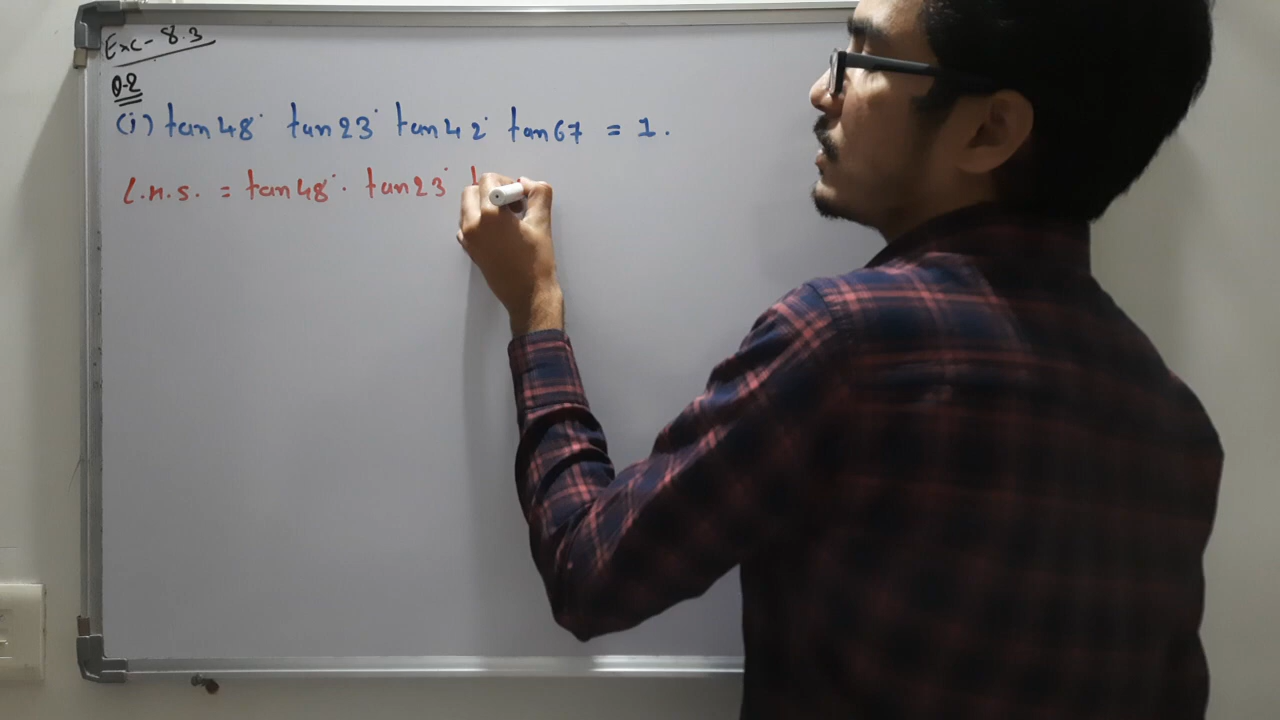 Exc - 8.3
Q-2
(i) tan 48° tan 23° tan 42° tan 67 = 1.
L.H.S. = tan 48°. tan 23° t